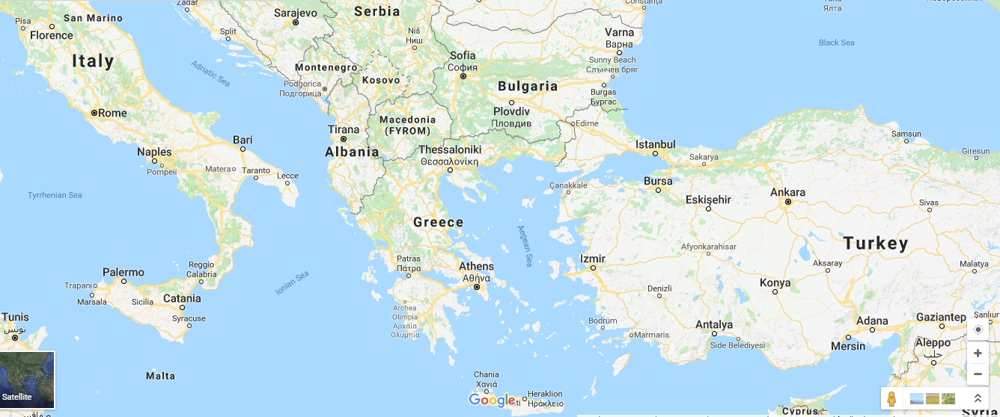 Pisa
San Marino
Florence
Italy
Zadar
Split
Adriatic Sea
Sarajevo
Serbia
Niš
Ниш
Montenegro
Kosovo
Podgorica
Подгорица
Sofia
София
Bulgaria
Plovdiv
Пловдив
Constanța
Varna
Варна
Sunny Beach
Слънчев бряг
Burgas
Бургас
Ялта
Black Sea
Rome
Naples
Pompeii
Bari
Matera
Taranto
Lecce
Tyrrhenian Sea
Tirana
Albania
Macedonia
(FYROM)
Thessaloniki
Θεσσαλονίκη
Edirne
Istanbul
Sakarya
Samsun
Giresun
Çanakkale
Bursa
Eskişehir
Ankara
Sivas
Greece
Aegean Sea
Izmir
Afyonkarahisar
Turkey
Aksaray
Malatya
Patras
Πάτρα
Athens
Αθήνα
Ionian Sea
Palermo
Reggio
Calabria
Trapani
Marsala
Sicilia
Catania
Syracuse
Denizli
Konya
Archea
Olimpia
Αρχαία
Ολυμπία
Tunis
تونس
Bodrum
Marmaris
Antalya
Side Belediyesi
Adana
Mersin
Gaziantep
Aleppo
حلب
Malta
Chania
Χανιά
Google
Heraklion
Ηράκλειο
Cyprus
Syria
Satellite